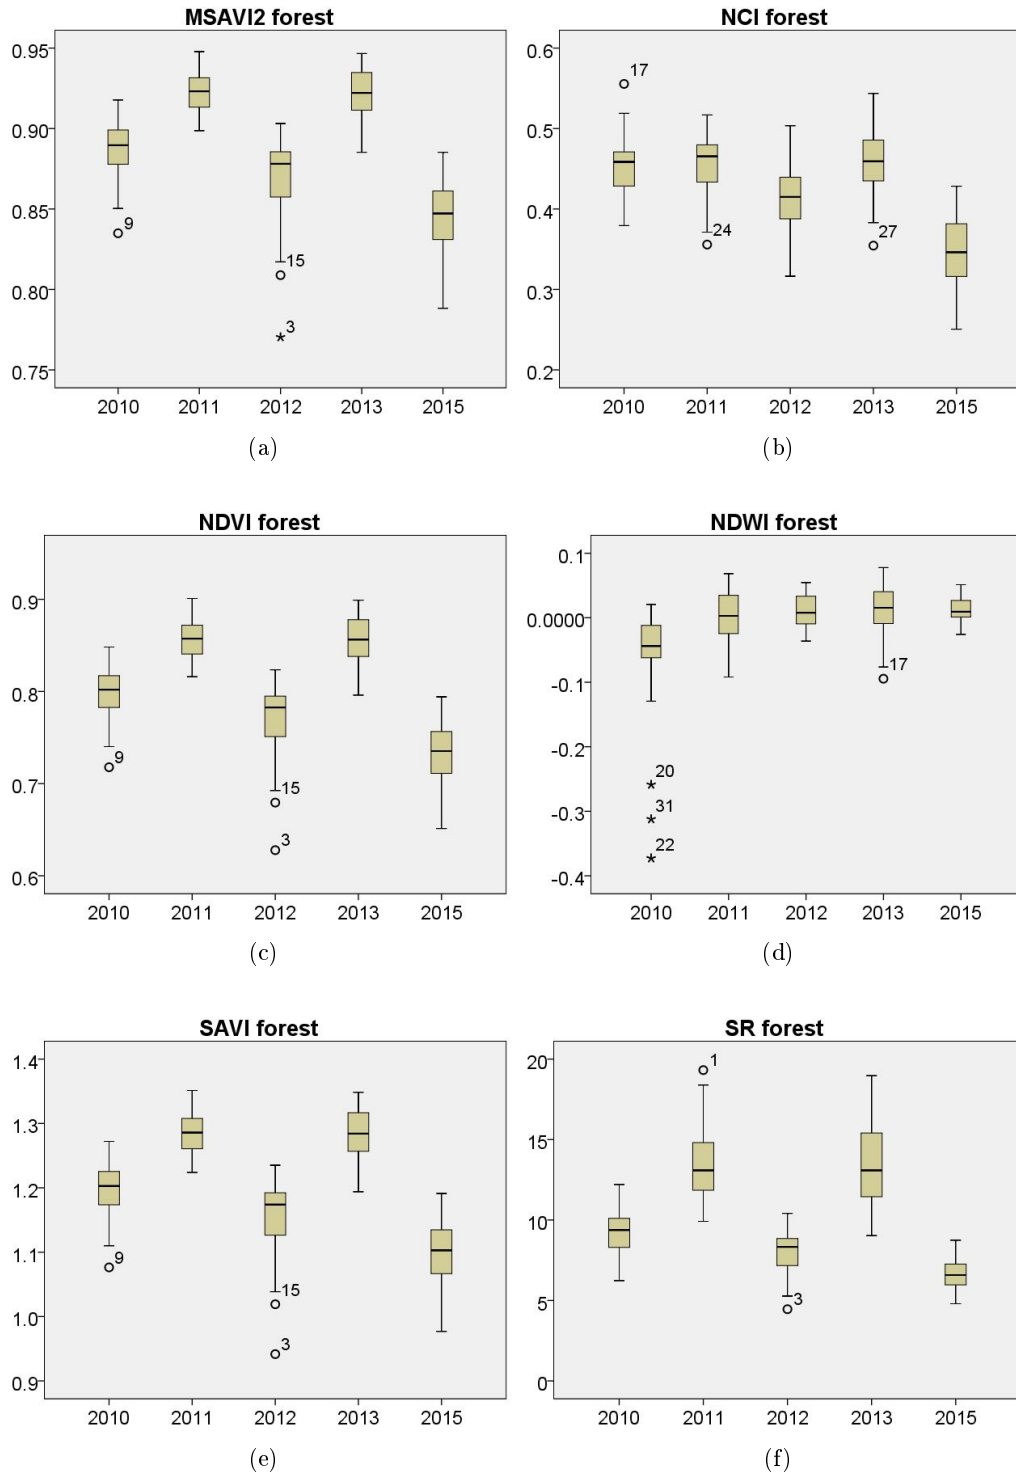 MSAVI2 forest
0.95
0.90
0.85
0.80
0.75
9
15
3
2010 2011 2012 2013 2015
(a)
NCI forest
0.6
0.5
0.4
0.3
0.2
17
24
27
2010 2011 2012 2013 2015
(b)
NDVI forest
0.9
0.8
0.7
0.6
9
15
3
2010 2011 2012 2013 2015
(c)
NDWI forest
0.1
0.0000
-0.1
-0.2
-0.3
-0.4
17
20
31
22
2010 2011 2012 2013 2015
(d)
SAVI forest
1.4
1.3
1.2
1.1
1.0
0.9
9
15
3
2010 2011 2012 2013 2015
(e)
SR forest
20
15
10
5
0
1
3
2010 2011 2012 2013 2015
(f)